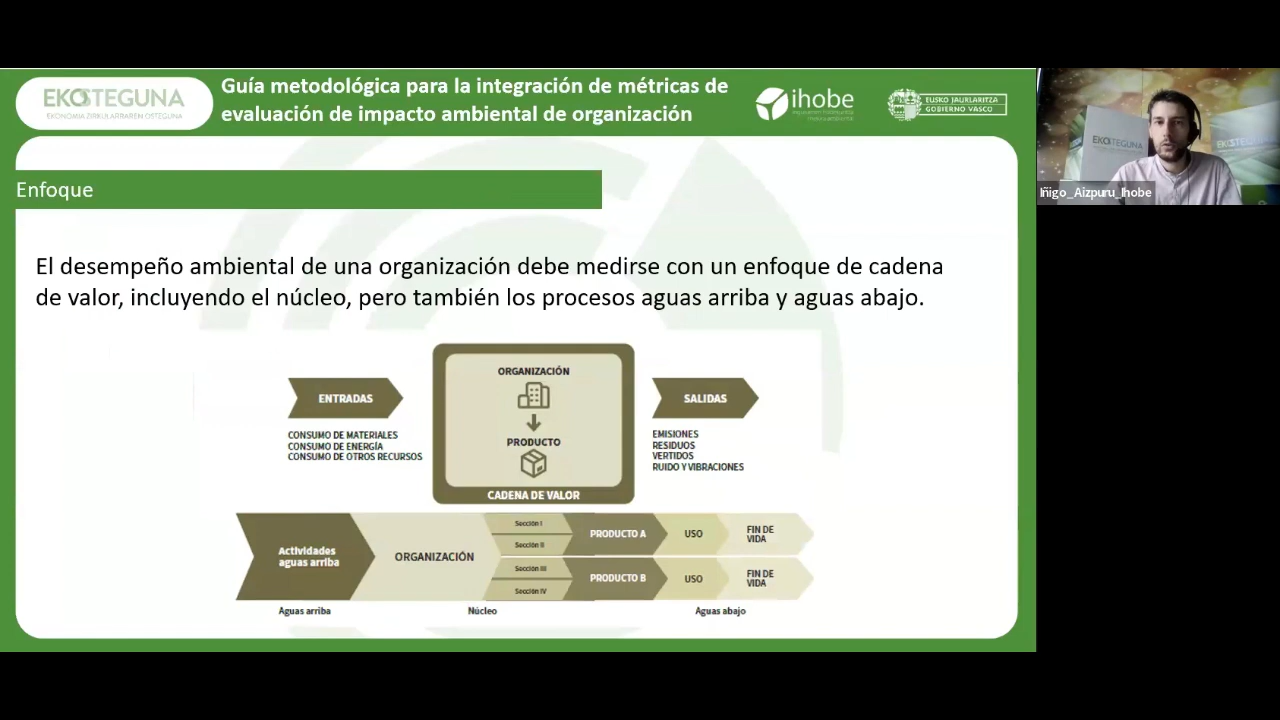 EKOSTEGUNA
EKONOMIA ZIRKULARRAREN OSTEGUNA
Guía metodológica para la integración de métricas de
evaluación de impacto ambiental de organización
ihobe
EUSKO JAURLARITZA
GOBIERNO VASCO
EKOSTEGUNA
Iñigo_Aizpuru_Ihobe
Enfoque
El desempeño ambiental de una organización debe medirse con un enfoque de cadena
de valor, incluyendo el núcleo, pero también los procesos aguas arriba y aguas abajo.
ENTRADAS
CONSUMO DE MATERIALES
CONSUMO DE ENERGÍA
CONSUMO DE OTROS RECURSOS
ORGANIZACIÓN
PRODUCTO
CADENA DE VALOR
SALIDAS
EMISIONES
RESIDUOS
VERTIDOS
RUIDO Y VIBRACIONES
Actividades
aguas arriba
ORGANIZACIÓN
Sección I
Sección II
Sección III
Sección IV
PRODUCTO A
USO
FIN DE
VIDA
PRODUCTO B
USO
FIN DE
VIDA
Aguas arriba
Núcleo
Aguas abajo